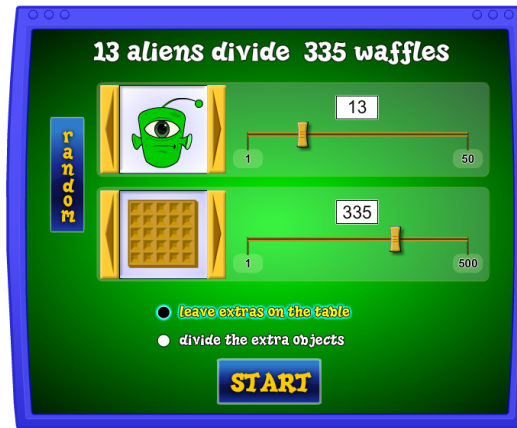 13 aliens divide 335 waffles
random
13
1
50
335
1
500
leave extras on the table
divide the extra objects
START